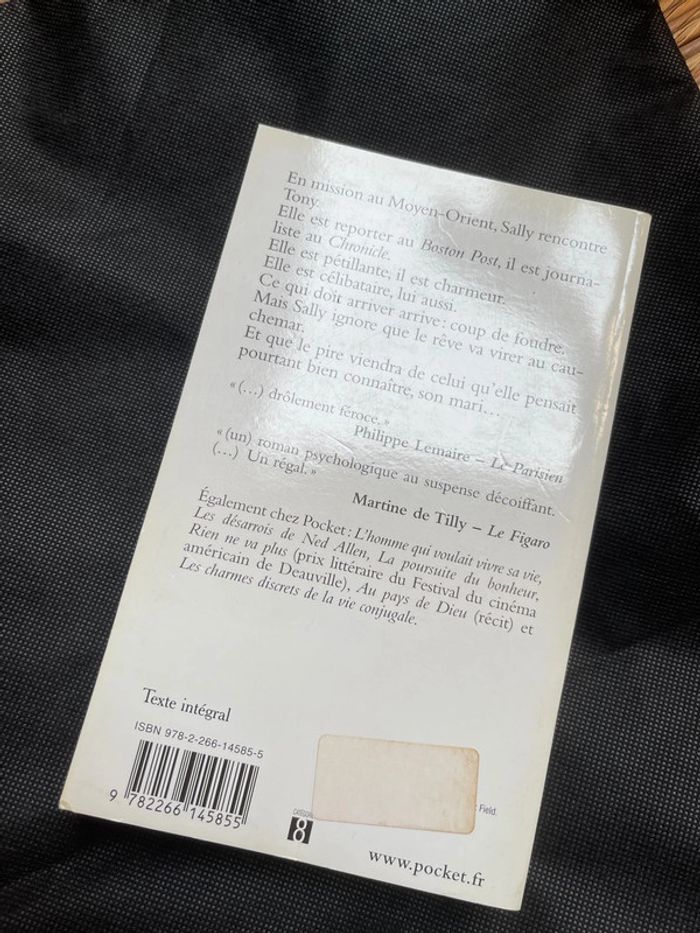 En mission au Moyen-Orient, Sally rencontre
Tony.
Elle est reporter au Boston Post, il est journa-
liste au Chronicle.
Elle est pétillante, il est charmeur.
Elle est célibataire, lui aussi.
Ce qui doit arriver arrive : coup de foudre.
Mais Sally ignore que le rêve va virer au cau-
chemar.
Et que le pire viendra de celui qu'elle pensait
pourtant bien connaître, son mari...
« (...) drôlement féroce. »
Philippe Lemaire – Le Parisien
« (un) roman psychologique au suspense décoiffant.
(...) Un régal. »
Martine de Tilly – Le Figaro
Également chez Pocket : L'homme qui voulait vivre sa vie,
Les désarrois de Ned Allen, La poursuite du bonheur,
Rien ne va plus (prix littéraire du Festival du cinéma
américain de Deauville), Au pays de Dieu (récit) et
Les charmes discrets de la vie conjugale.
Texte intégral
ISBN 978-2-266-14585-5
9 782266 145855
CATÉGORIE
8
Field.
www.pocket.fr